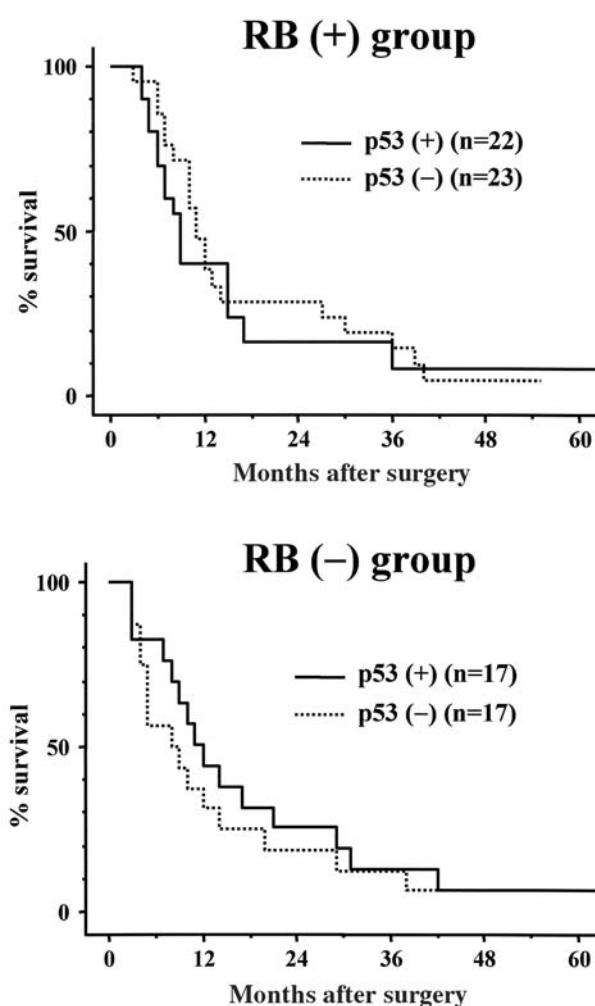 RB (+) group
100
50
0
% survival
p53 (+) (n=22)
p53 (−) (n=23)
0 12 24 36 48 60
Months after surgery
RB (−) group
100
50
0
% survival
p53 (+) (n=17)
p53 (−) (n=17)
0 12 24 36 48 60
Months after surgery